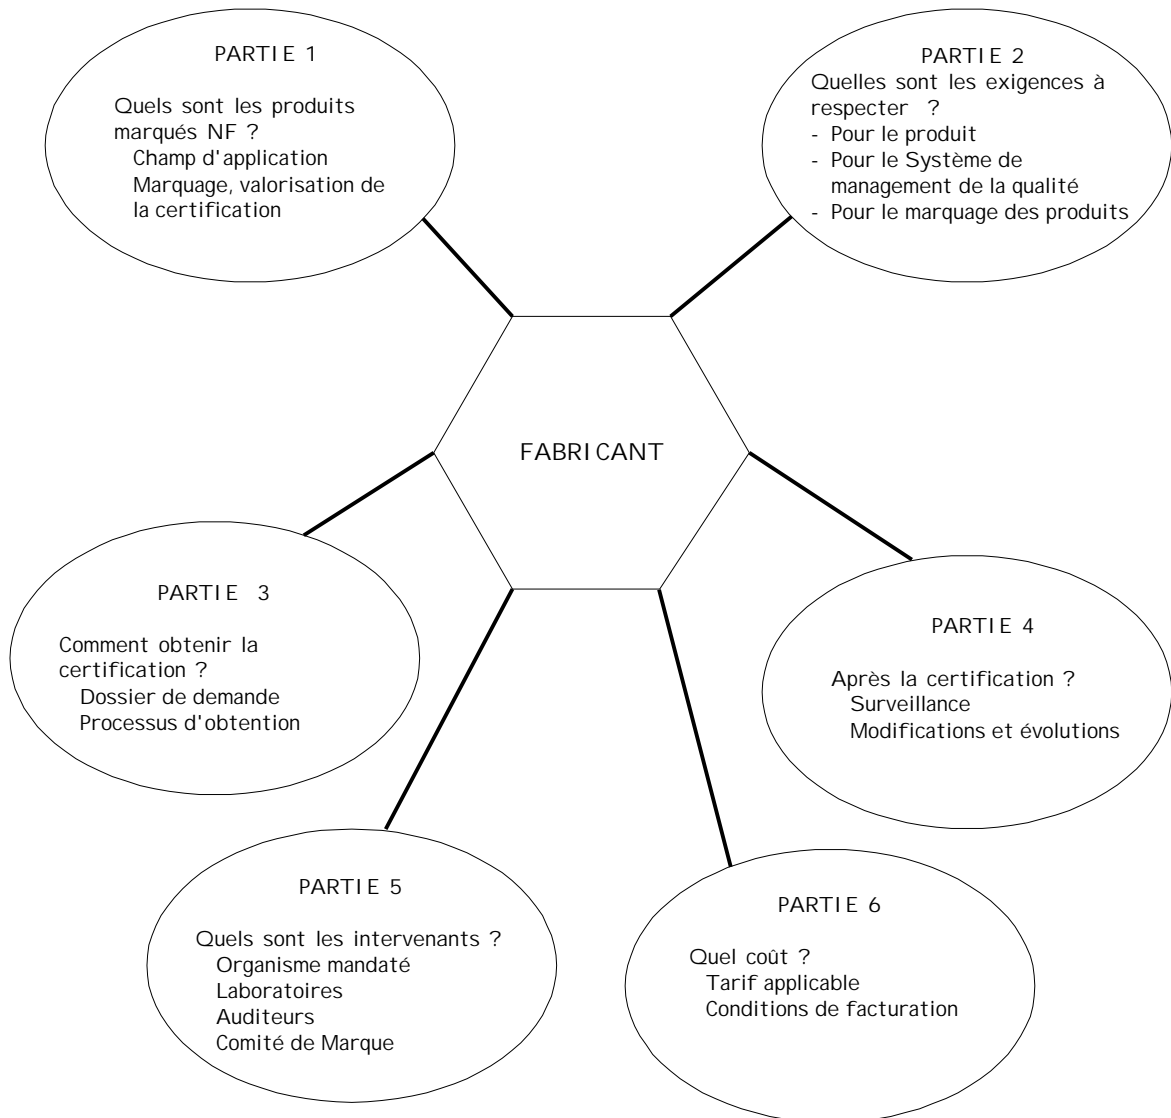 PARTIE 1
Quels sont les produits
marqués NF ?
Champ d'application
Marquage, valorisation de
la certification
PARTIE 2
Quelles sont les exigences à
respecter ?
- Pour le produit
- Pour le Système de
management de la qualité
- Pour le marquage des produits
FABRICANT
PARTIE 3
Comment obtenir la
certification ?
Dossier de demande
Processus d'obtention
PARTIE 4
Après la certification ?
Surveillance
Modifications et évolutions
PARTIE 5
Quels sont les intervenants ?
Organisme mandaté
Laboratoires
Auditeurs
Comité de Marque
PARTIE 6
Quel coût ?
Tarif applicable
Conditions de facturation